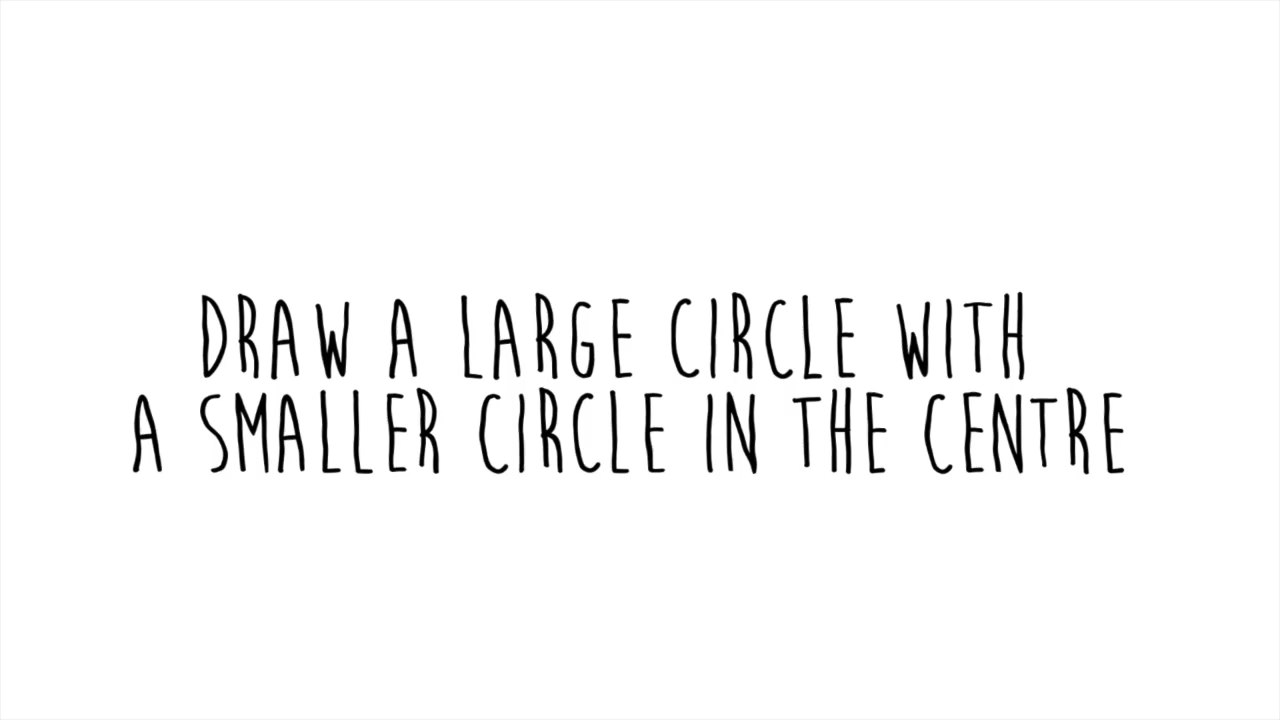 DRAW A LARGE CIRCLE WITH
A SMALLER CIRCLE IN THE CENTRE